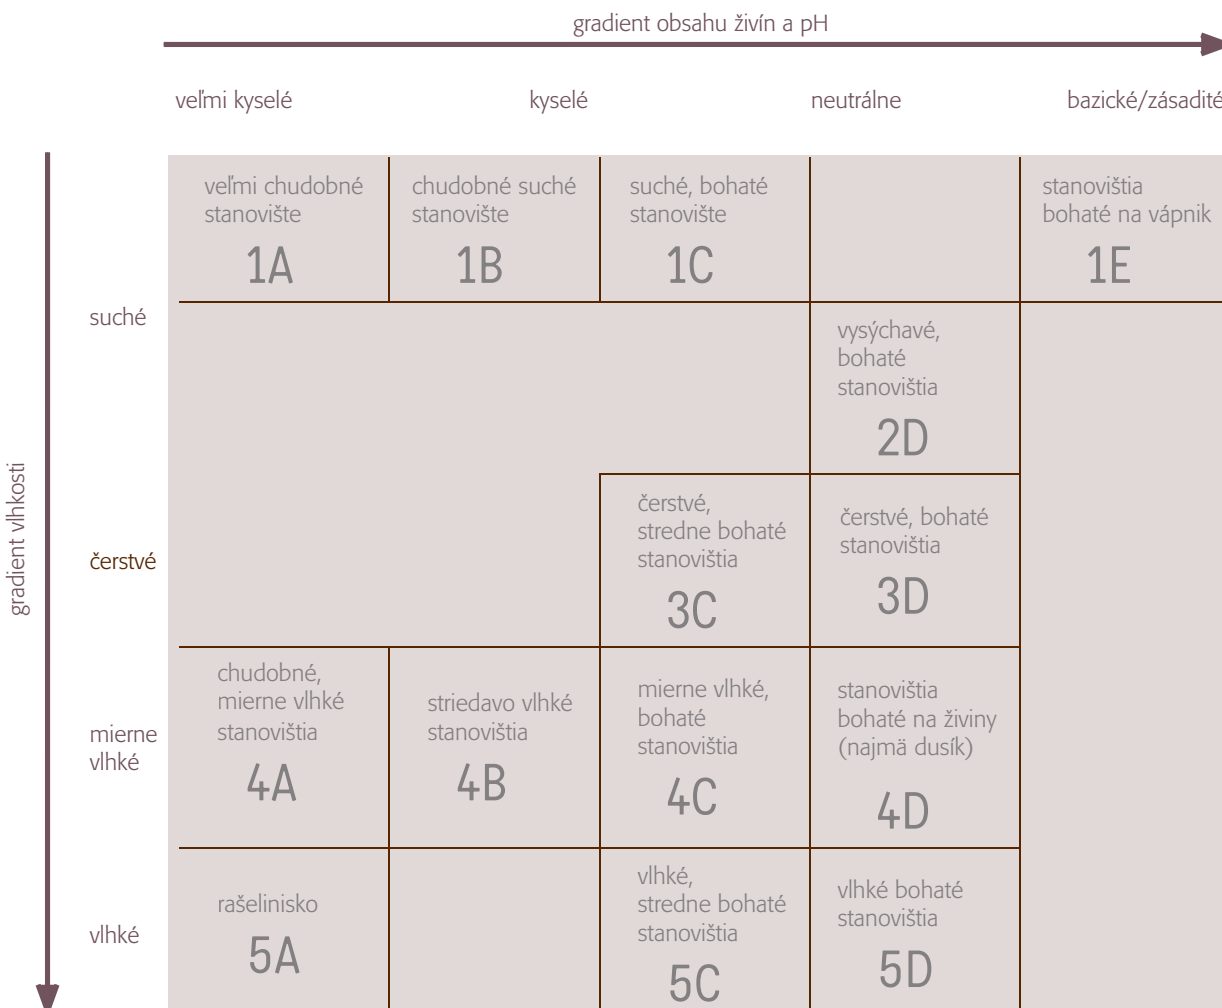 gradient obsahu živín a pH
veľmi kyselé
kyselé
neutrálne
bazické/zásadité
gradient vlhkosti
suché
veľmi chudobné
stanovište
1A
chudobné suché
stanovište
1B
suché, bohaté
stanovište
1C
stanovištia
bohaté na vápnik
1E
vysýchavé,
bohaté
stanovištia
2D
čerstvé
čerstvé,
stredne bohaté
stanovištia
3C
čerstvé, bohaté
stanovištia
3D
mierne
vlhké
chudobné,
mierne vlhké
stanovištia
4A
striedavo vlhké
stanovištia
4B
mierne vlhké,
bohaté
stanovištia
4C
stanovištia
bohaté na živiny
(najmä dusík)
4D
vlhké
rašelinisko
5A
vlhké,
stredne bohaté
stanovištia
5C
vlhké bohaté
stanovištia
5D